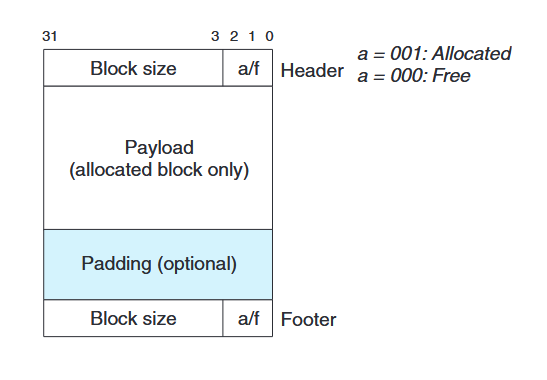 31 3 2 1 0
Block size a/f Header a = 001: Allocated
a = 000: Free
Payload
(allocated block only)
Padding (optional)
Block size a/f Footer